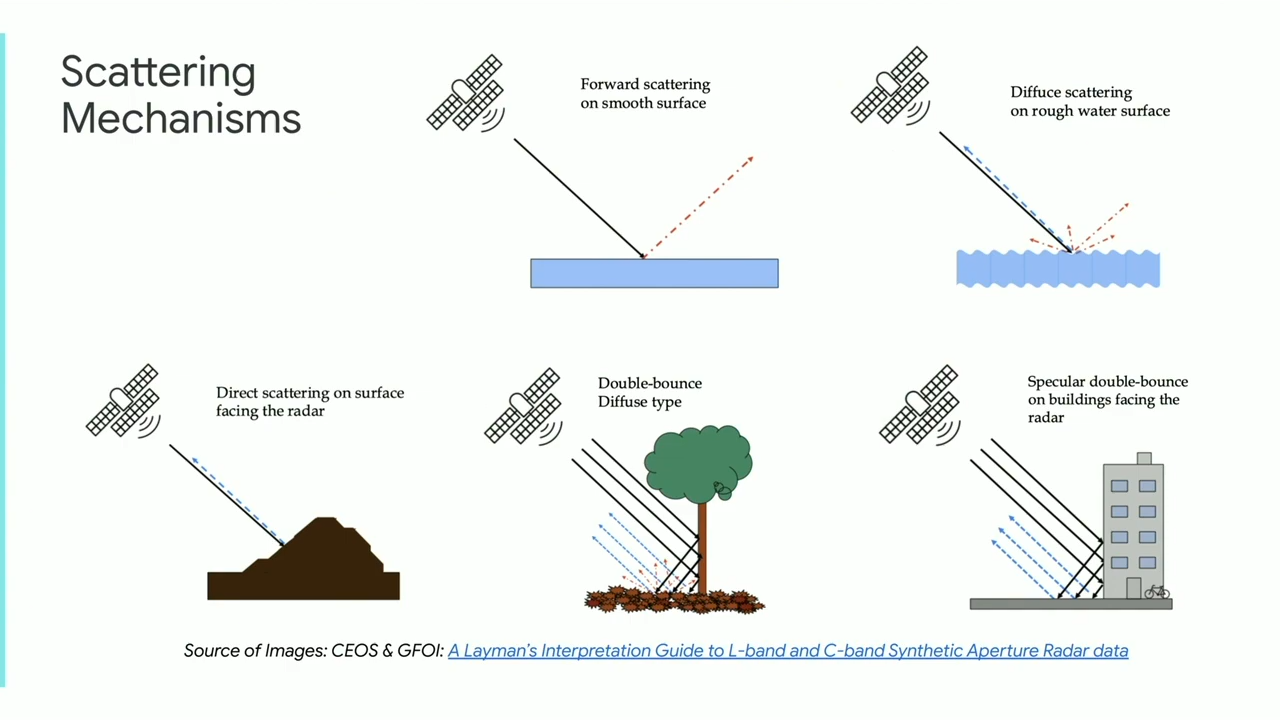 Scattering
Mechanisms
Forward scattering
on smooth surface
Diffuce scattering
on rough water surface
Direct scattering on surface
facing the radar
Double-bounce
Diffuse type
Specular double-bounce
on buildings facing the
radar
Source of Images: CEOS & GFOI: A Layman's Interpretation Guide to L-band and C-band Synthetic Aperture Radar data